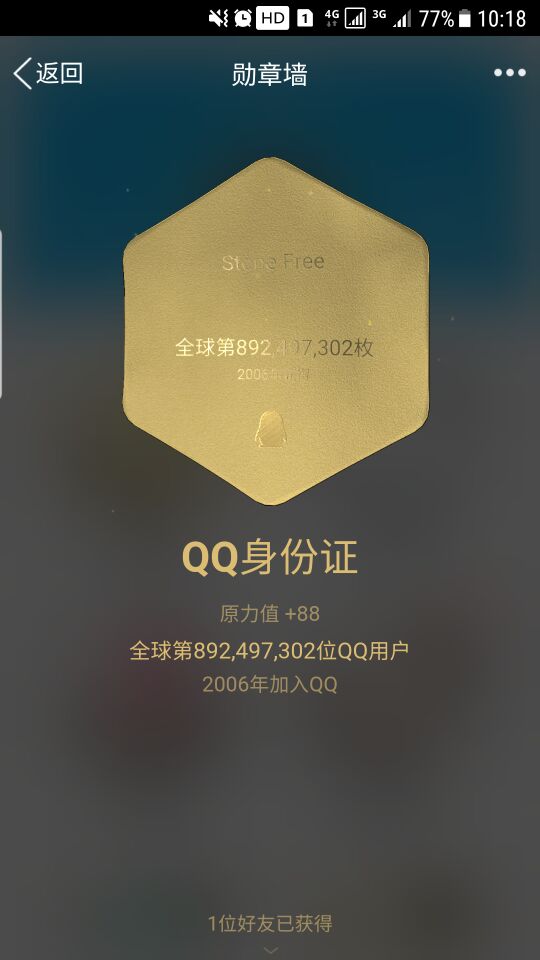 HD 1 4G 3G 77% 10:18
返回 勋章墙
Stone Free
全球第892,497,302枚
2006年获得
QQ身份证
原力值 +88
全球第892,497,302位QQ用户
2006年加入QQ
1位好友已获得